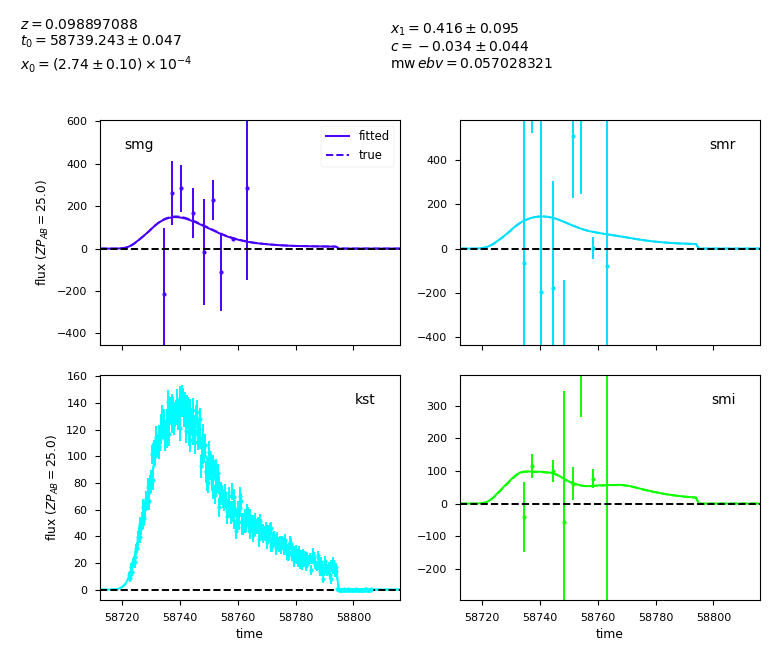 z = 0.098897088
t₀ = 58739.243 ± 0.047
x₀ = (2.74 ± 0.10) × 10⁻⁴
x₁ = 0.416 ± 0.095
c = −0.034 ± 0.044
mw ebv = 0.057028321
smg
fitted
true
flux (ZP_AB = 25.0)
600
400
200
0
−200
−400
smr
400
200
0
−200
−400
kst
flux (ZP_AB = 25.0)
160
140
120
100
80
60
40
20
0
58720 58740 58760 58780 58800
time
smi
300
200
100
0
−100
−200
58720 58740 58760 58780 58800
time